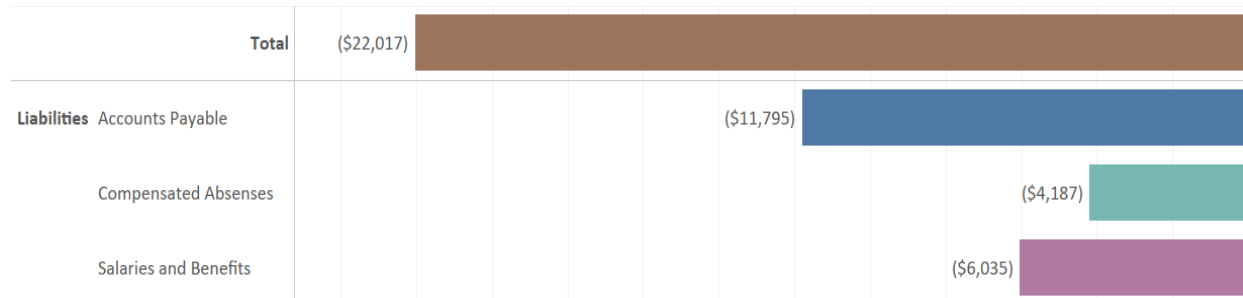 Total ($22,017)
Liabilities Accounts Payable ($11,795)
Compensated Absenses ($4,187)
Salaries and Benefits ($6,035)